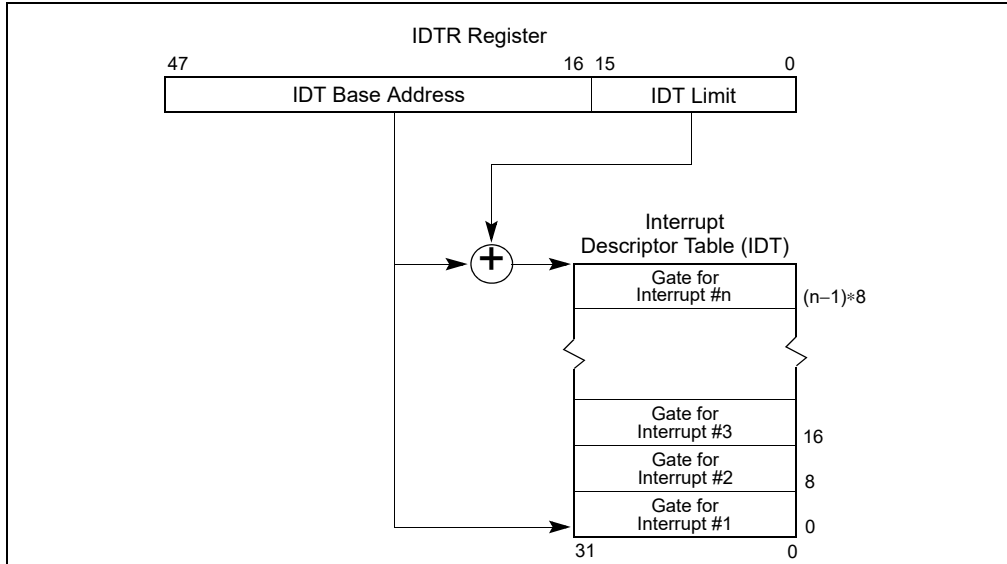 IDTR Register
47 16 15 0
IDT Base Address IDT Limit
+
Interrupt
Descriptor Table (IDT)
Gate for
Interrupt #n
(n−1)∗8
Gate for
Interrupt #3
16
Gate for
Interrupt #2
8
Gate for
Interrupt #1
0
31 0